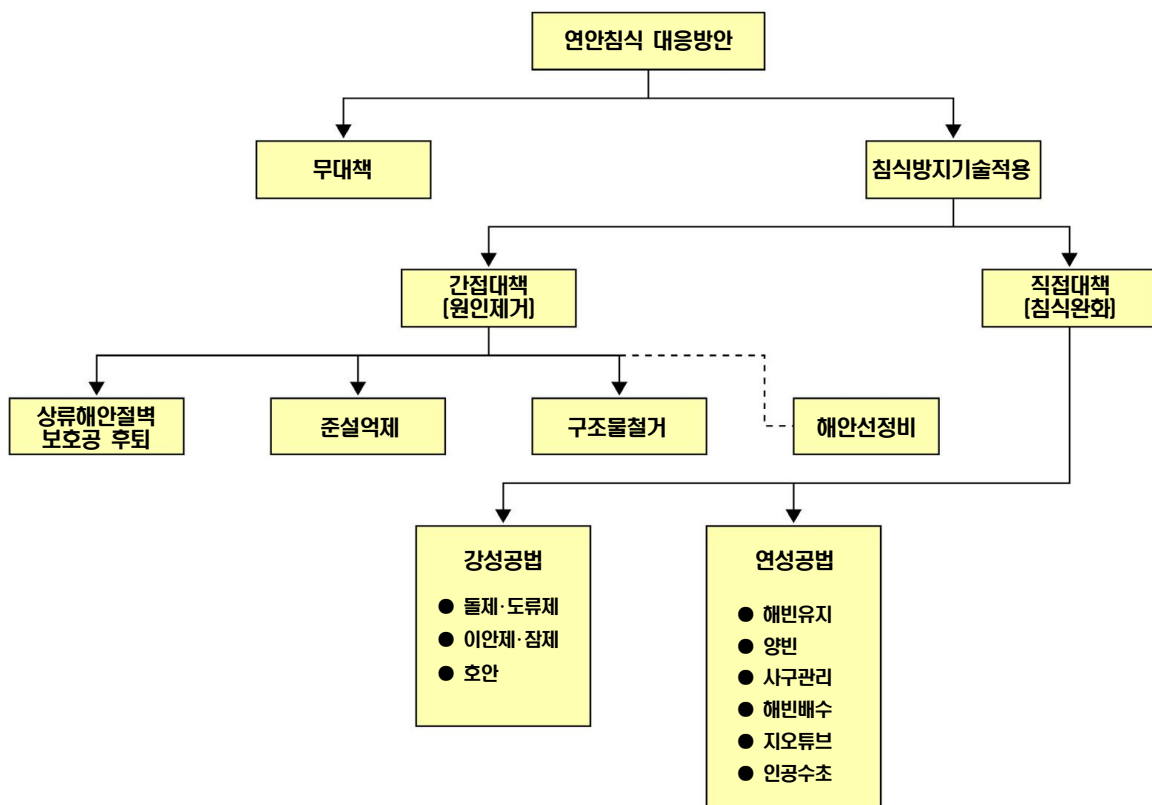 연안침식 대응방안
무대책
침식방지기술적용
간접대책
(원인제거)
직접대책
(침식완화)
상류해안절벽
보호공 후퇴
준설억제
구조물철거
해안선정비
강성공법
● 돌제·도류제
● 이안제·잠제
● 호안
연성공법
● 해빈유지
● 양빈
● 사구관리
● 해빈배수
● 지오튜브
● 인공수초